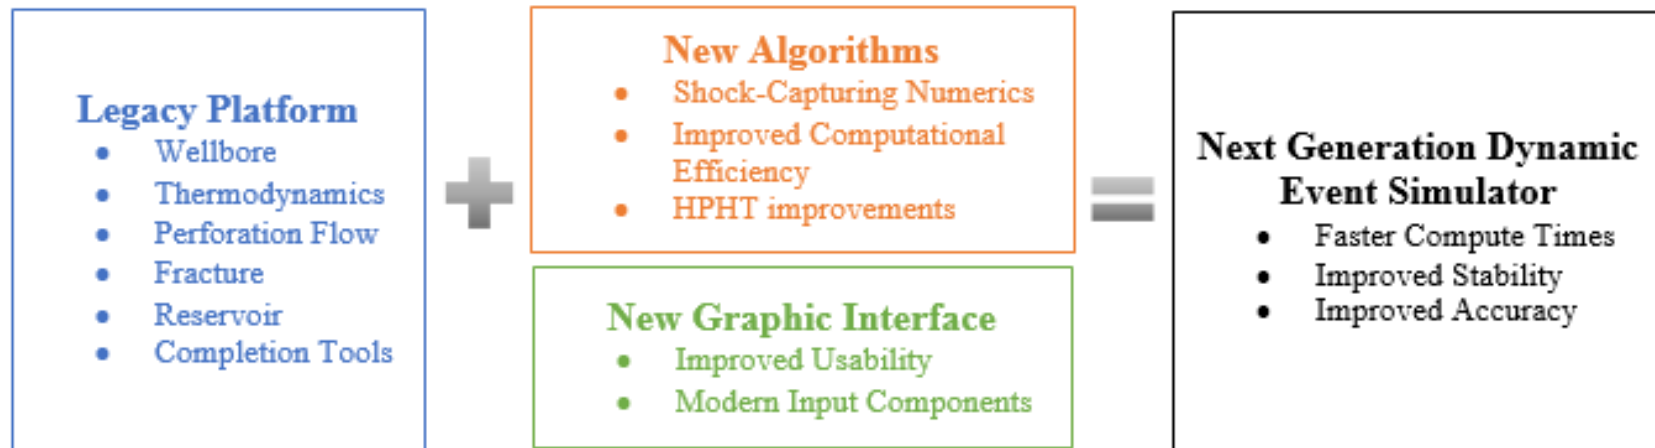 Legacy Platform
• Wellbore
• Thermodynamics
• Perforation Flow
• Fracture
• Reservoir
• Completion Tools
+
New Algorithms
• Shock-Capturing Numerics
• Improved Computational
Efficiency
• HPHT improvements
New Graphic Interface
• Improved Usability
• Modern Input Components
=
Next Generation Dynamic
Event Simulator
• Faster Compute Times
• Improved Stability
• Improved Accuracy